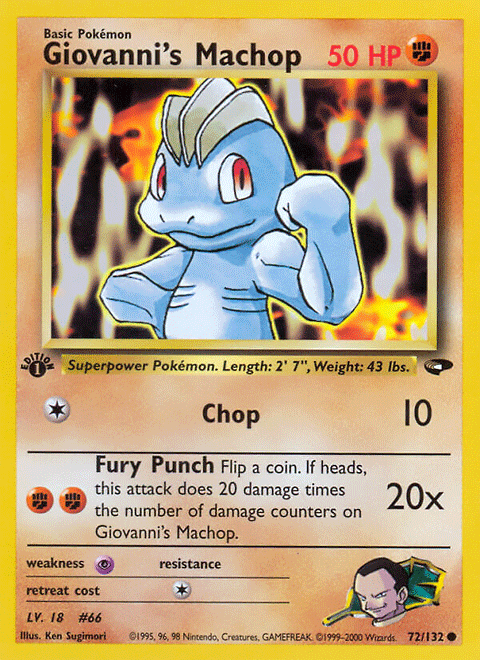 Basic Pokémon
Giovanni's Machop 50 HP
EDITION
1
Superpower Pokémon. Length: 2' 7", Weight: 43 lbs.
Chop 10
Fury Punch Flip a coin. If heads,
this attack does 20 damage times
the number of damage counters on
Giovanni's Machop.
20x
weakness resistance
retreat cost
LV. 18 #66
Illus. Ken Sugimori ©1995, 96, 98 Nintendo, Creatures, GAMEFREAK. ©1999-2000 Wizards. 72/132